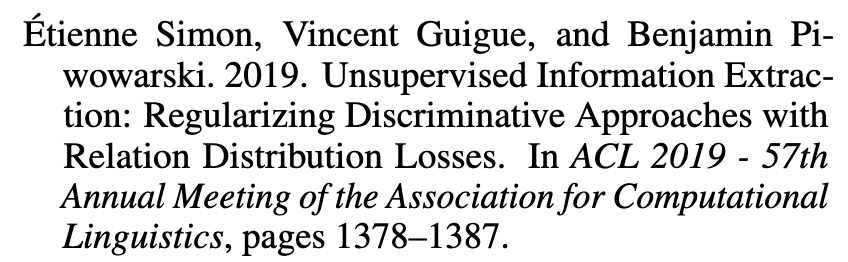 Étienne Simon, Vincent Guigue, and Benjamin Pi-
wowarski. 2019. Unsupervised Information Extrac-
tion: Regularizing Discriminative Approaches with
Relation Distribution Losses. In ACL 2019 - 57th
Annual Meeting of the Association for Computational
Linguistics, pages 1378–1387.